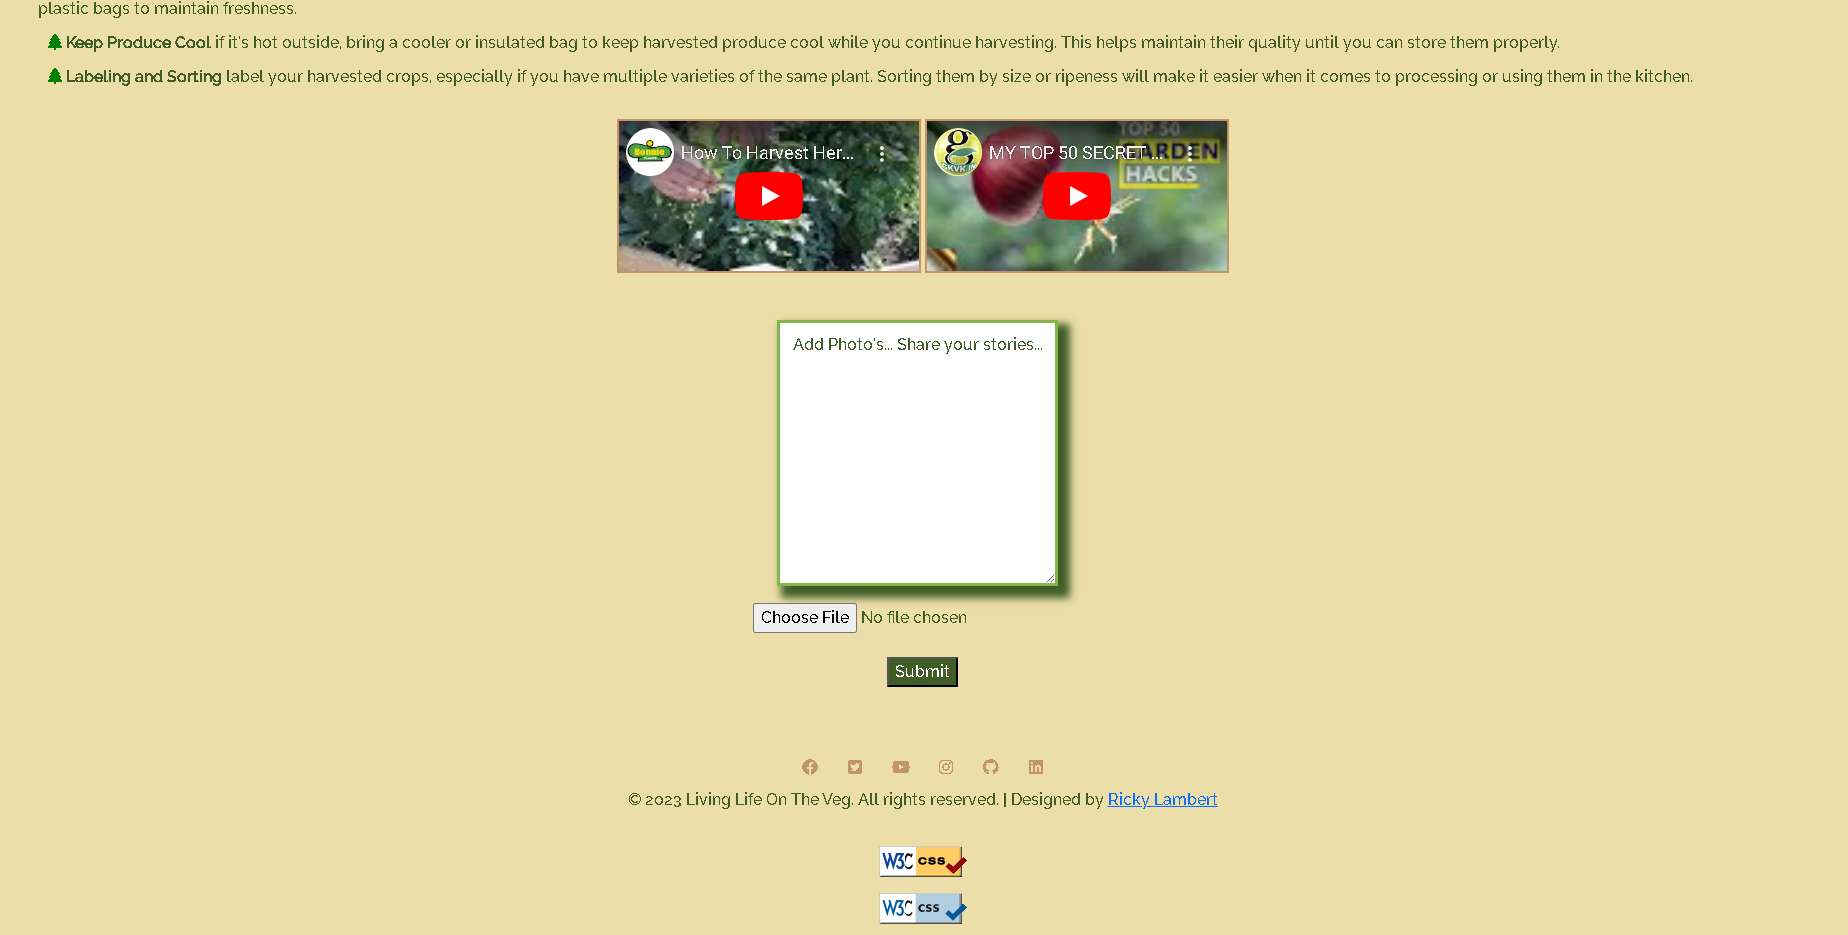 plastic bags to maintain freshness.
Keep Produce Cool if it's hot outside, bring a cooler or insulated bag to keep harvested produce cool while you continue harvesting. This helps maintain their quality until you can store them properly.
Labeling and Sorting label your harvested crops, especially if you have multiple varieties of the same plant. Sorting them by size or ripeness will make it easier when it comes to processing or using them in the kitchen.
Bonnie
How To Harvest Her...
TOP 50
MY TOP 50 SECRET ...
GARDEN
HACKS
Add Photo's... Share your stories...
Choose File No file chosen
Submit
© 2023 Living Life On The Veg. All rights reserved. | Designed by Ricky Lambert
W3C css
W3C css